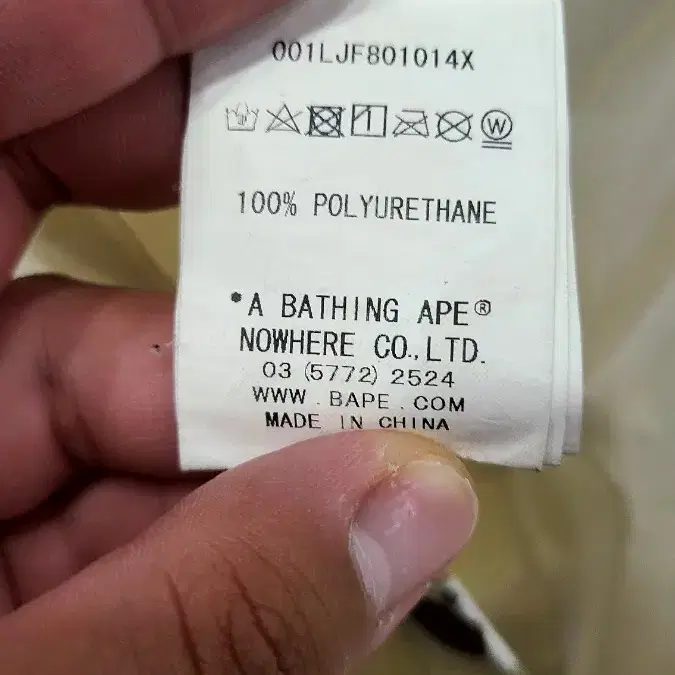 001LJF801014X
W
100% POLYURETHANE
*A BATHING APE®
NOWHERE CO.,LTD.
03 (5772) 2524
WWW.BAPE.COM
MADE IN CHINA